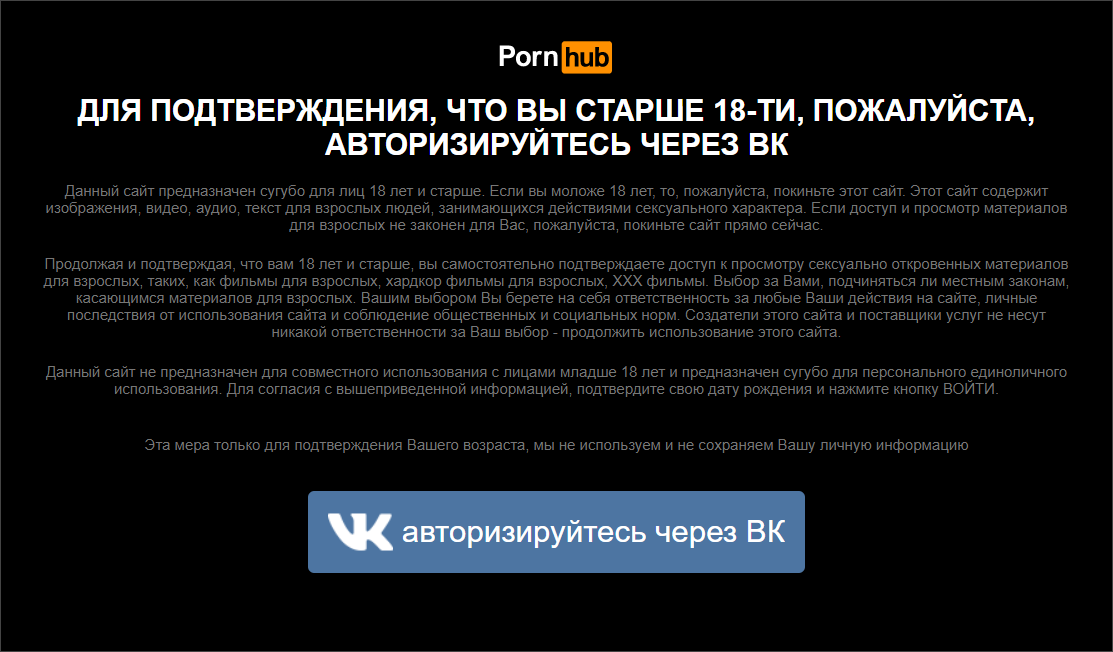 Porn hub
ДЛЯ ПОДТВЕРЖДЕНИЯ, ЧТО ВЫ СТАРШЕ 18-ТИ, ПОЖАЛУЙСТА,
АВТОРИЗИРУЙТЕСЬ ЧЕРЕЗ ВК
Данный сайт предназначен сугубо для лиц 18 лет и старше. Если вы моложе 18 лет, то, пожалуйста, покиньте этот сайт. Этот сайт содержит
изображения, видео, аудио, текст для взрослых людей, занимающихся действиями сексуального характера. Если доступ и просмотр материалов
для взрослых не законен для Вас, пожалуйста, покиньте сайт прямо сейчас.
Продолжая и подтверждая, что вам 18 лет и старше, вы самостоятельно подтверждаете доступ к просмотру сексуально откровенных материалов
для взрослых, таких, как фильмы для взрослых, хардкор фильмы для взрослых, XXX фильмы. Выбор за Вами, подчиняться ли местным законам,
касающимся материалов для взрослых. Вашим выбором Вы берете на себя ответственность за любые Ваши действия на сайте, личные
последствия от использования сайта и соблюдение общественных и социальных норм. Создатели этого сайта и поставщики услуг не несут
никакой ответственности за Ваш выбор - продолжить использование этого сайта.
Данный сайт не предназначен для совместного использования с лицами младше 18 лет и предназначен сугубо для персонального единоличного
использования. Для согласия с вышеприведенной информацией, подтвердите свою дату рождения и нажмите кнопку ВОЙТИ.
Эта мера только для подтверждения Вашего возраста, мы не используем и не сохраняем Вашу личную информацию
VK авторизируйтесь через ВК